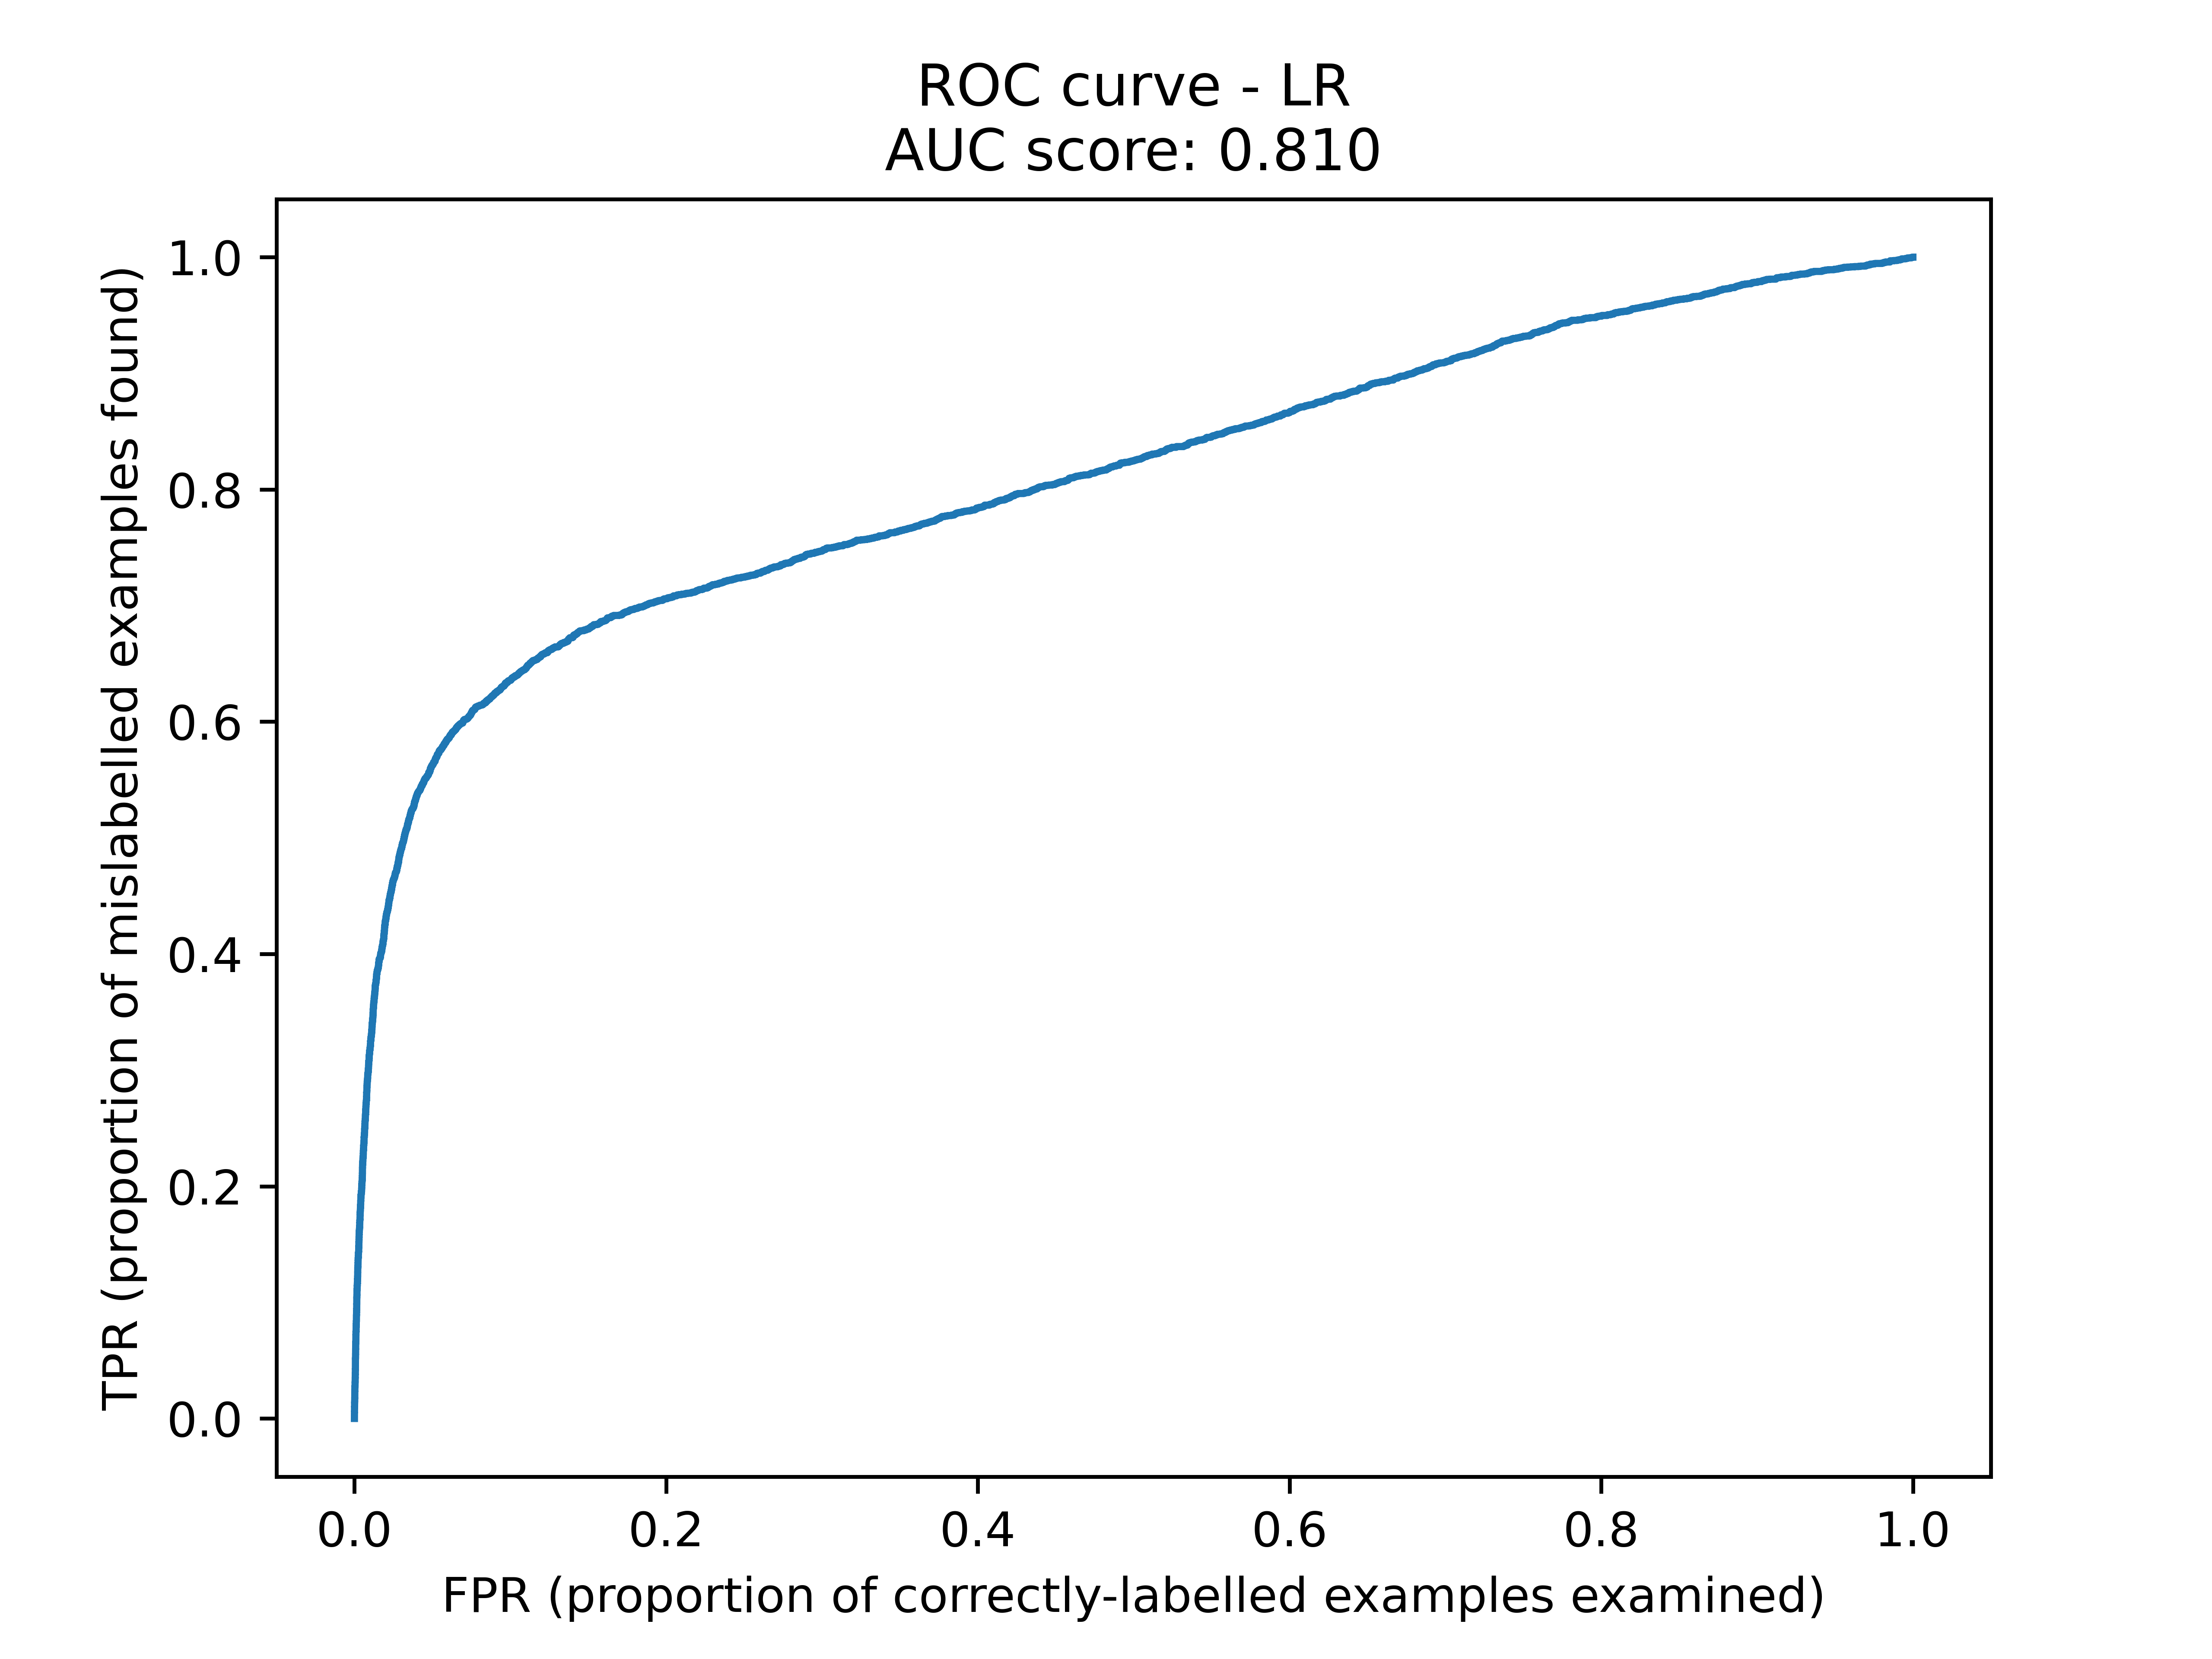 ROC curve - LR
AUC score: 0.810
TPR (proportion of mislabelled examples found)
1.0
0.8
0.6
0.4
0.2
0.0
0.0 0.2 0.4 0.6 0.8 1.0
FPR (proportion of correctly-labelled examples examined)